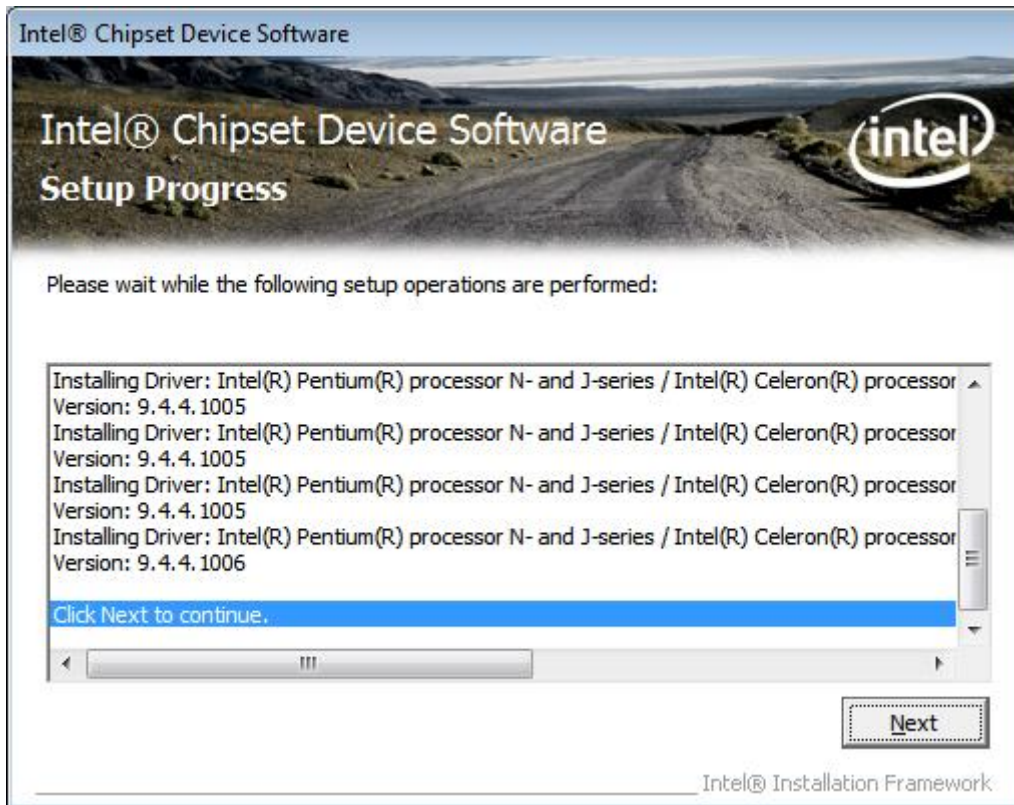 Intel® Chipset Device Software
Intel® Chipset Device Software
intel
Setup Progress
Please wait while the following setup operations are performed:
Installing Driver: Intel(R) Pentium(R) processor N- and J-series / Intel(R) Celeron(R) processor
Version: 9.4.4.1005
Installing Driver: Intel(R) Pentium(R) processor N- and J-series / Intel(R) Celeron(R) processor
Version: 9.4.4.1005
Installing Driver: Intel(R) Pentium(R) processor N- and J-series / Intel(R) Celeron(R) processor
Version: 9.4.4.1005
Installing Driver: Intel(R) Pentium(R) processor N- and J-series / Intel(R) Celeron(R) processor
Version: 9.4.4.1006
Click Next to continue.
Next
Intel® Installation Framework